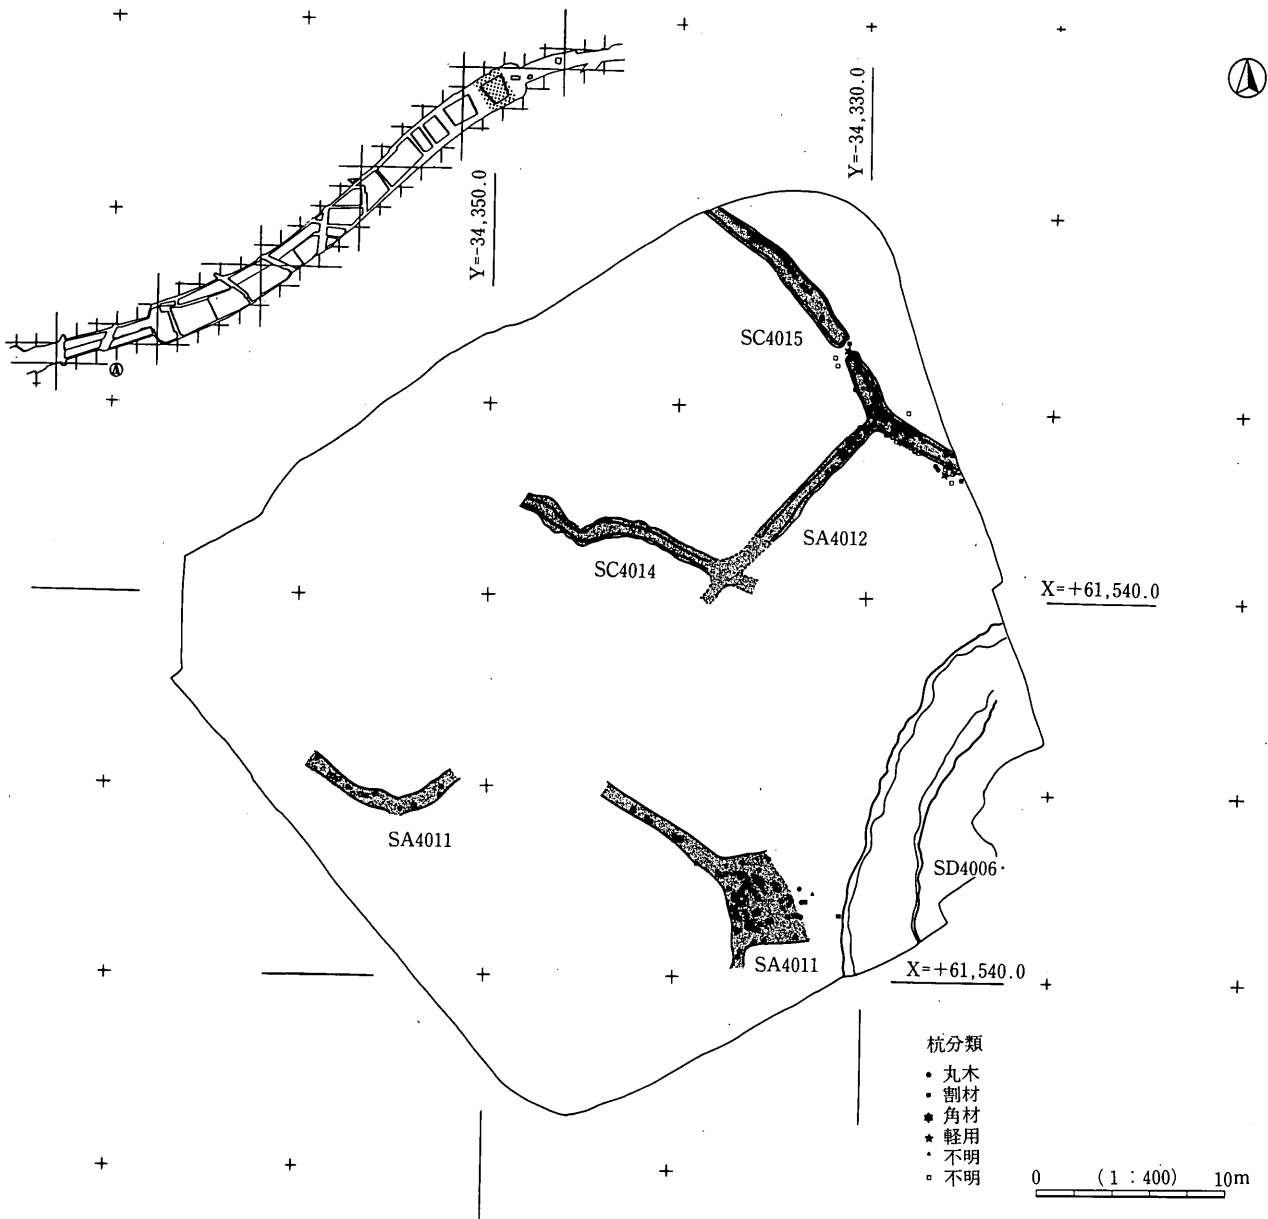 Y=-34,350.0
Y=-34,330.0
SC4015
SA4012
SC4014
X=+61,540.0
SA4011
SD4006
SA4011
X=+61,540.0
杭分類
丸木
割材
角材
軽用
不明
不明
0 (1:400) 10m